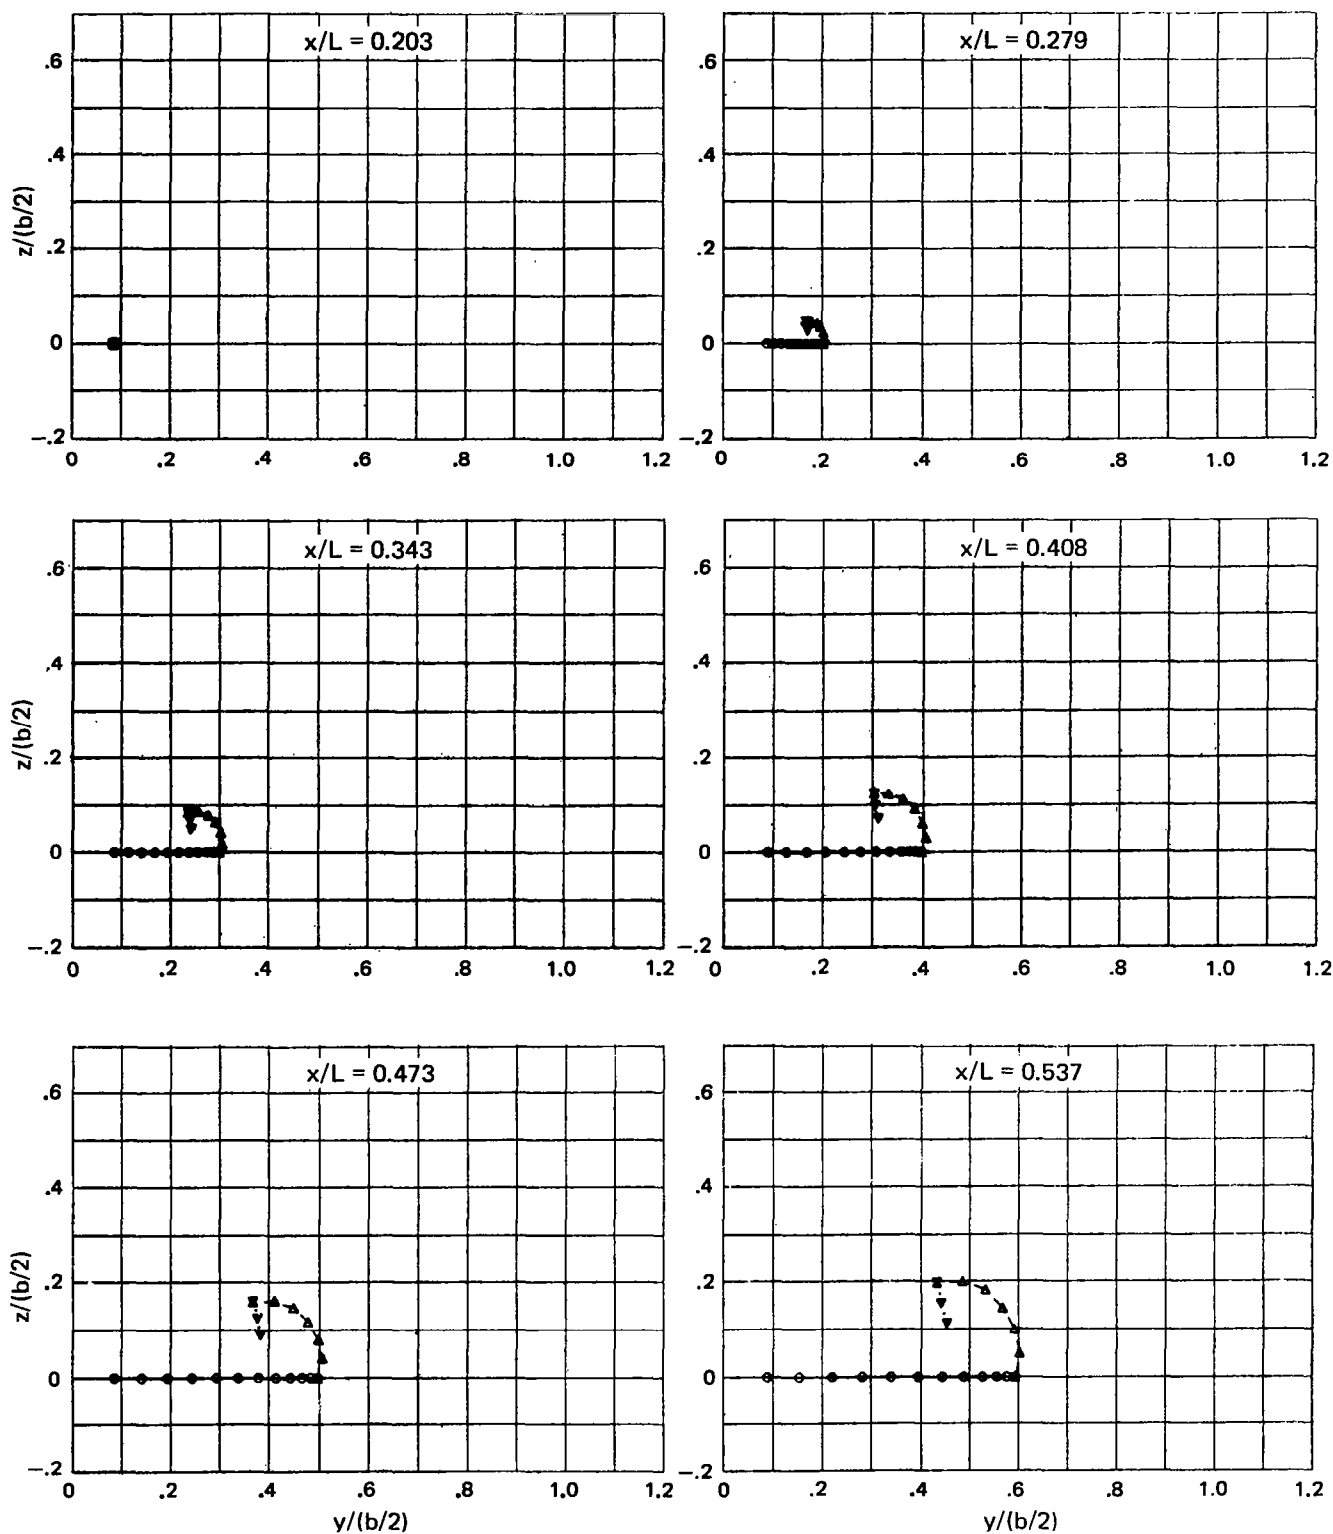 x/L = 0.203
.6
.4
.2
0
–.2
z/(b/2)
0 .2 .4 .6 .8 1.0 1.2
x/L = 0.279
.6
.4
.2
0
–.2
0 .2 .4 .6 .8 1.0 1.2
x/L = 0.343
.6
.4
.2
0
–.2
z/(b/2)
0 .2 .4 .6 .8 1.0 1.2
x/L = 0.408
.6
.4
.2
0
–.2
0 .2 .4 .6 .8 1.0 1.2
x/L = 0.473
.6
.4
.2
0
–.2
z/(b/2)
0 .2 .4 .6 .8 1.0 1.2
y/(b/2)
x/L = 0.537
.6
.4
.2
0
–.2
0 .2 .4 .6 .8 1.0 1.2
y/(b/2)